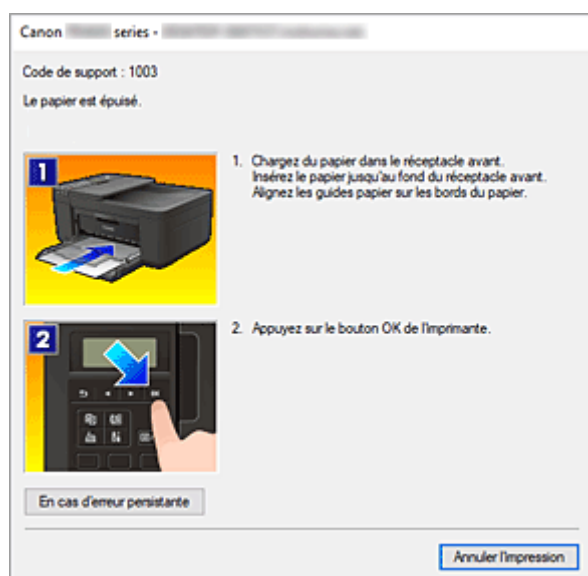 Canon series -
Code de support : 1003
Le papier est épuisé.
1
1. Chargez du papier dans le réceptacle avant.
Insérez le papier jusqu'au fond du réceptacle avant.
Alignez les guides papier sur les bords du papier.
2
2. Appuyez sur le bouton OK de l'imprimante.
OK
En cas d'erreur persistante
Annuler l'impression